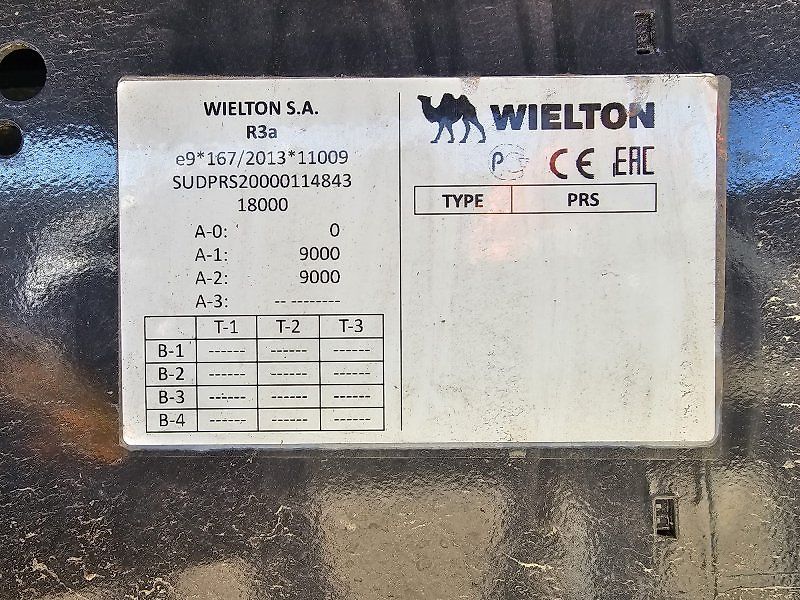 WIELTON S.A.
R3a
e9*167/2013*11009
SUDPRS20000114843
18000
A-0: 0
A-1: 9000
A-2: 9000
A-3: -- --------
T-1 T-2 T-3
B-1 ------ ------ ------
B-2 ------ ------ ------
B-3 ------ ------ ------
B-4 ------ ------ ------
WIELTON
CE EAC
TYPE PRS